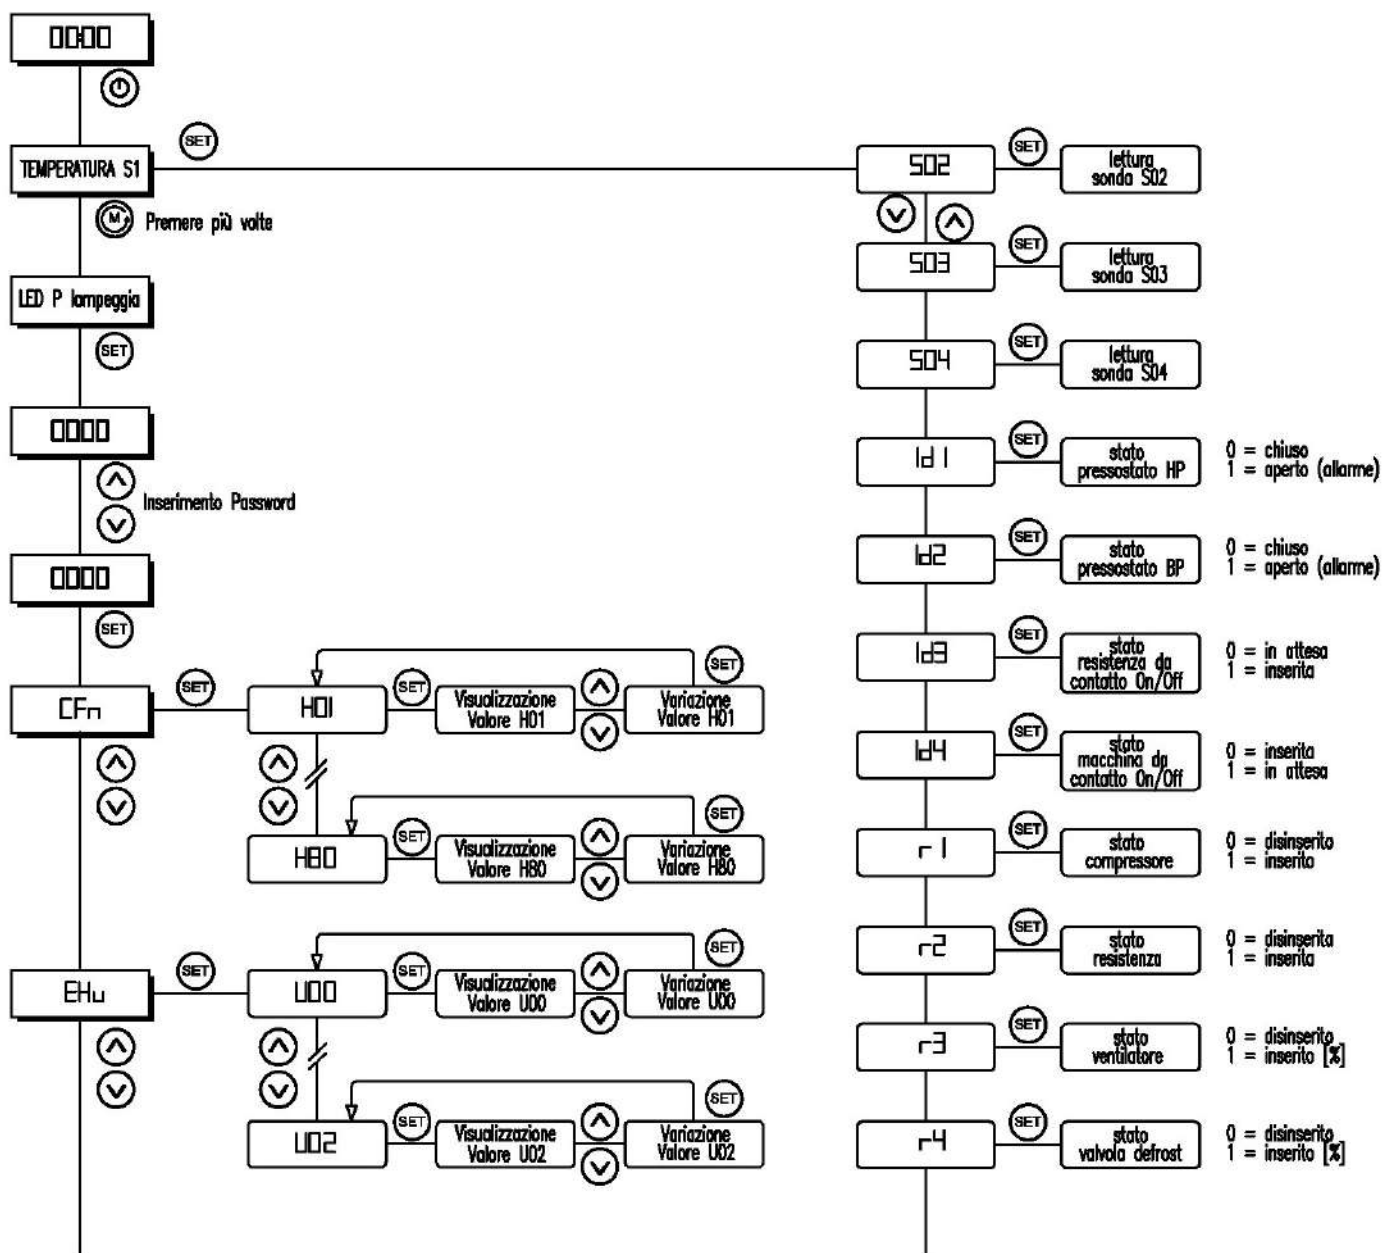 00:00
TEMPERATURA S1
SET
M
Premere più volte
LED P lampeggia
SET
0000
Inserimento Password
0000
SET
CFn
SET
H01
SET
Visualizzazione
Valore H01
Variazione
Valore H01
SET
H80
SET
Visualizzazione
Valore H80
Variazione
Valore H80
SET
EHu
SET
U00
SET
Visualizzazione
Valore U00
Variazione
Valore U00
SET
U02
SET
Visualizzazione
Valore U02
Variazione
Valore U02
SET
S02
SET
lettura
sonda S02
S03
SET
lettura
sonda S03
S04
SET
lettura
sonda S04
Id1
SET
stato
pressostato HP
0 = chiuso
1 = aperto (allarme)
Id2
SET
stato
pressostato BP
0 = chiuso
1 = aperto (allarme)
Id3
SET
stato
resistenza da
contatto On/Off
0 = in attesa
1 = inserita
Id4
SET
stato
macchina da
contatto On/Off
0 = inserita
1 = in attesa
r1
SET
stato
compressore
0 = disinserito
1 = inserito
r2
SET
stato
resistenza
0 = disinserita
1 = inserita
r3
SET
stato
ventilatore
0 = disinserito
1 = inserito [%]
r4
SET
stato
valvola defrost
0 = disinserito
1 = inserito [%]